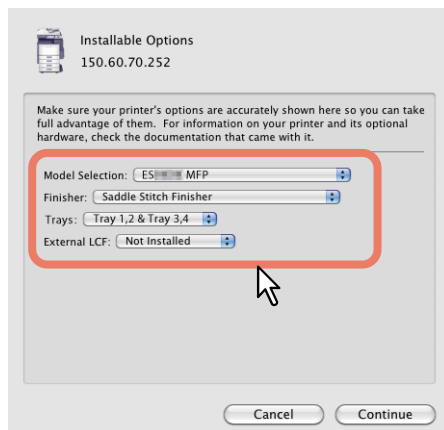 Installable Options
150.60.70.252
Make sure your printer's options are accurately shown here so you can take
full advantage of them. For information on your printer and its optional
hardware, check the documentation that came with it.
Model Selection: ES MFP
Finisher: Saddle Stitch Finisher
Trays: Tray 1,2 & Tray 3,4
External LCF: Not Installed
Cancel Continue